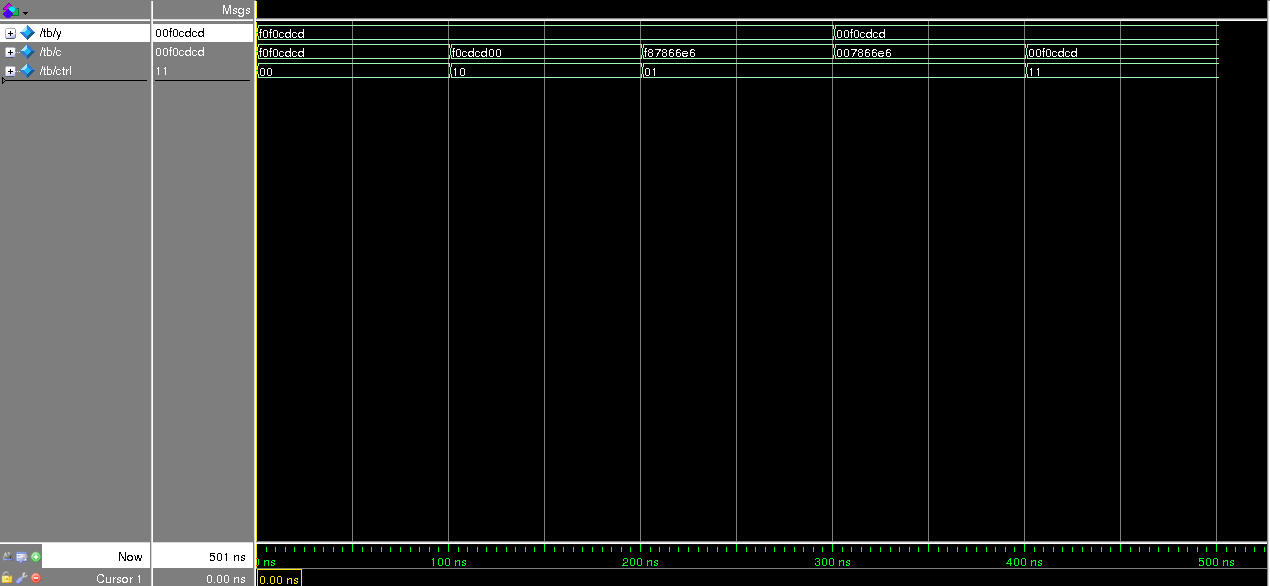 Msgs
/tb/y 00f0cdcd f0f0cdcd 00f0cdcd
/tb/c 00f0cdcd f0f0cdcd f0cdcd00 f87866e6 007866e6 00f0cdcd
/tb/ctrl 11 00 10 01 11
Now 501 ns ns 100 ns 200 ns 300 ns 400 ns 500 ns
Cursor 1 0.00 ns 0.00 ns